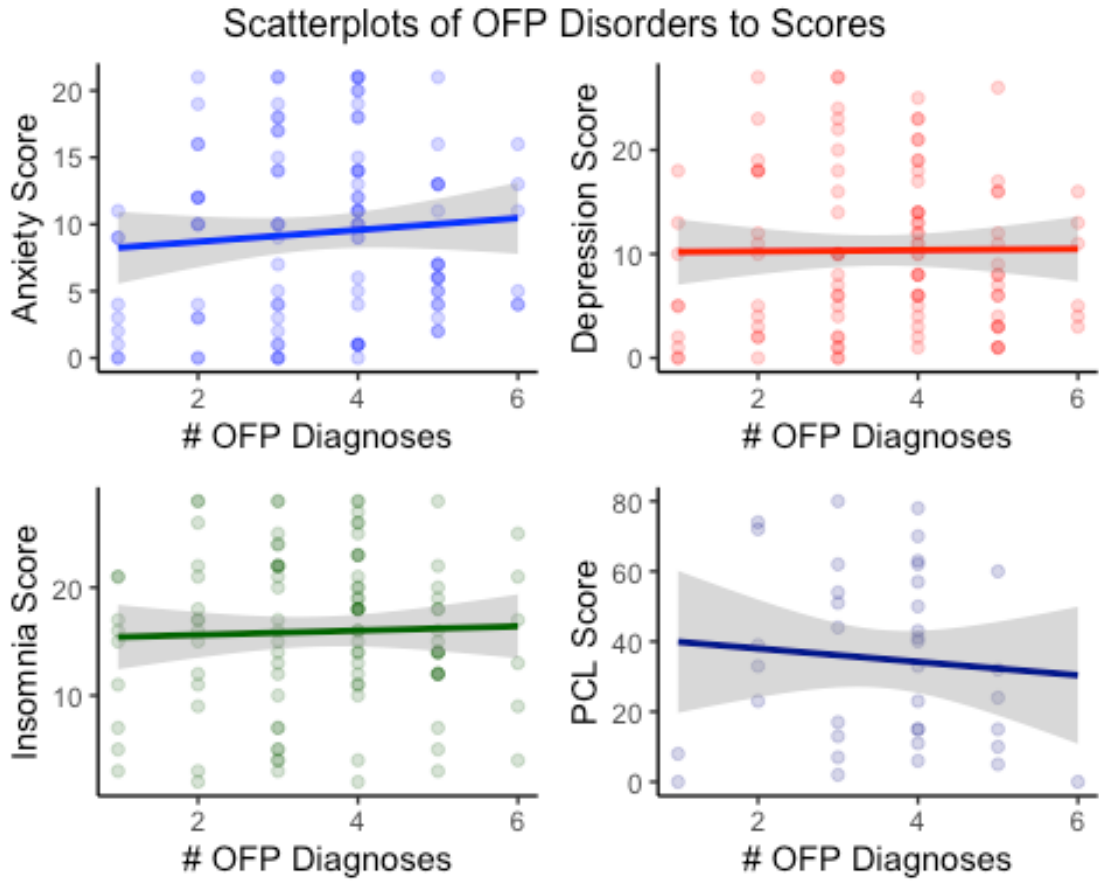 Scatterplots of OFP Disorders to Scores
Anxiety Score
20
15
10
5
0
2 4 6
# OFP Diagnoses
Depression Score
20
10
0
2 4 6
# OFP Diagnoses
Insomnia Score
20
10
2 4 6
# OFP Diagnoses
PCL Score
80
60
40
20
0
2 4 6
# OFP Diagnoses